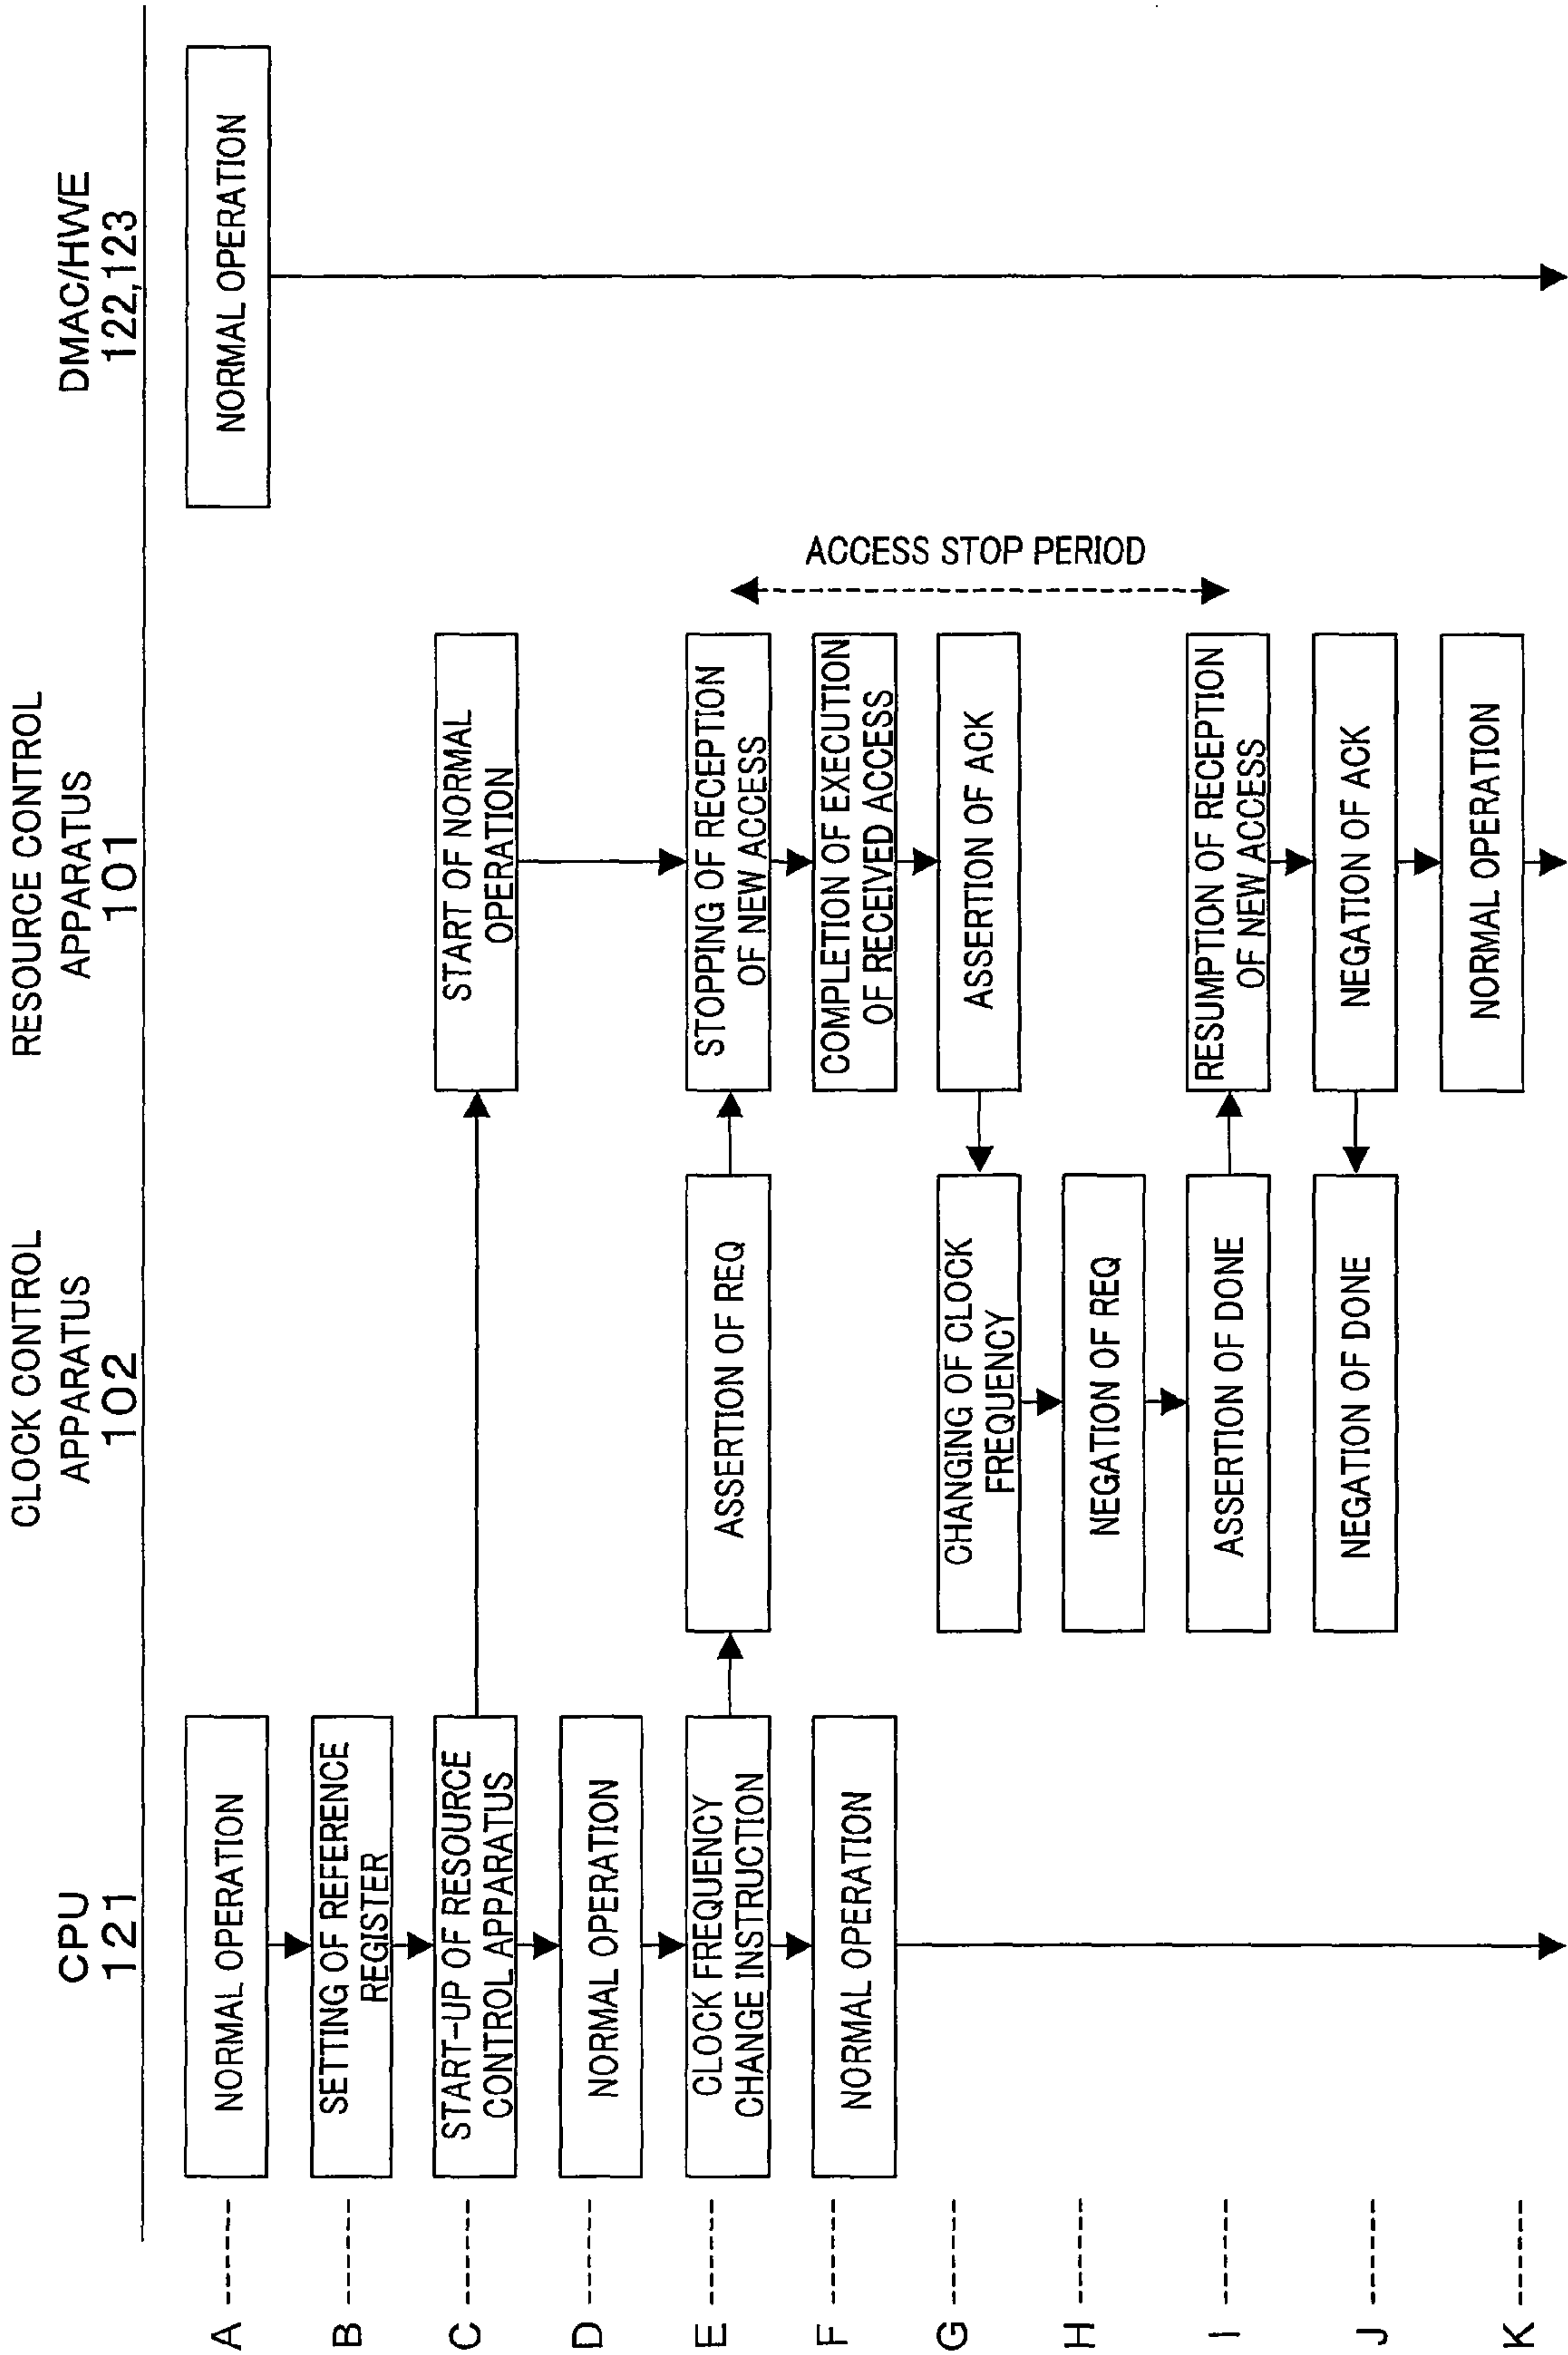 CPU
121
CLOCK CONTROL
APPARATUS
102
RESOURCE CONTROL
APPARATUS
101
DMAC/HWE
122,123
A
NORMAL OPERATION
NORMAL OPERATION
B
SETTING OF REFERENCE
REGISTER
C
START-UP OF RESOURCE
CONTROL APPARATUS
START OF NORMAL
OPERATION
D
NORMAL OPERATION
E
CLOCK FREQUENCY
CHANGE INSTRUCTION
ASSERTION OF REQ
STOPPING OF RECEPTION
OF NEW ACCESS
F
NORMAL OPERATION
COMPLETION OF EXECUTION
OF RECEIVED ACCESS
ACCESS STOP PERIOD
G
CHANGING OF CLOCK
FREQUENCY
ASSERTION OF ACK
H
NEGATION OF REQ
I
ASSERTION OF DONE
RESUMPTION OF RECEPTION
OF NEW ACCESS
J
NEGATION OF DONE
NEGATION OF ACK
K
NORMAL OPERATION